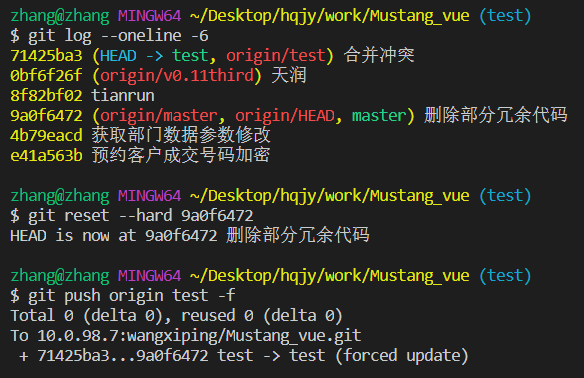 zhang@zhang MINGW64 ~/Desktop/hqjy/work/Mustang_vue (test)
$ git log --oneline -6
71425ba3 (HEAD -> test, origin/test) 合并冲突
0bf6f26f (origin/v0.11third) 天润
8f82bf02 tianrun
9a0f6472 (origin/master, origin/HEAD, master) 删除部分冗余代码
4b79eacd 获取部门数据参数修改
e41a563b 预约客户成交号码加密
zhang@zhang MINGW64 ~/Desktop/hqjy/work/Mustang_vue (test)
$ git reset --hard 9a0f6472
HEAD is now at 9a0f6472 删除部分冗余代码
zhang@zhang MINGW64 ~/Desktop/hqjy/work/Mustang_vue (test)
$ git push origin test -f
Total 0 (delta 0), reused 0 (delta 0)
To 10.0.98.7:wangxiping/Mustang_vue.git
 + 71425ba3...9a0f6472 test -> test (forced update)